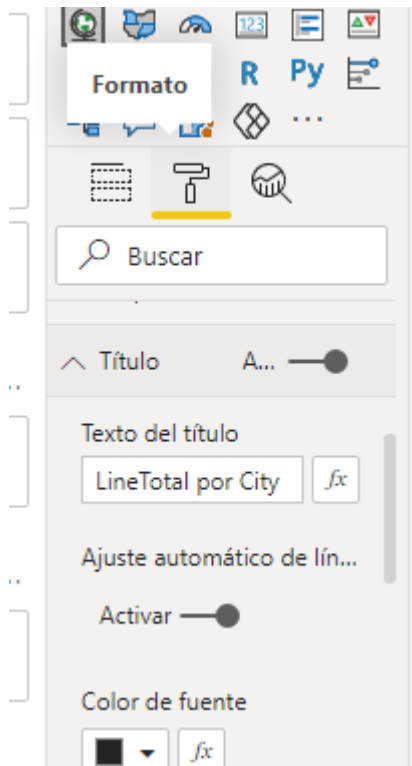 123
Formato
R Py
...
Buscar
Título A...
Texto del título
LineTotal por City fx
Ajuste automático de lín...
Activar
Color de fuente
fx